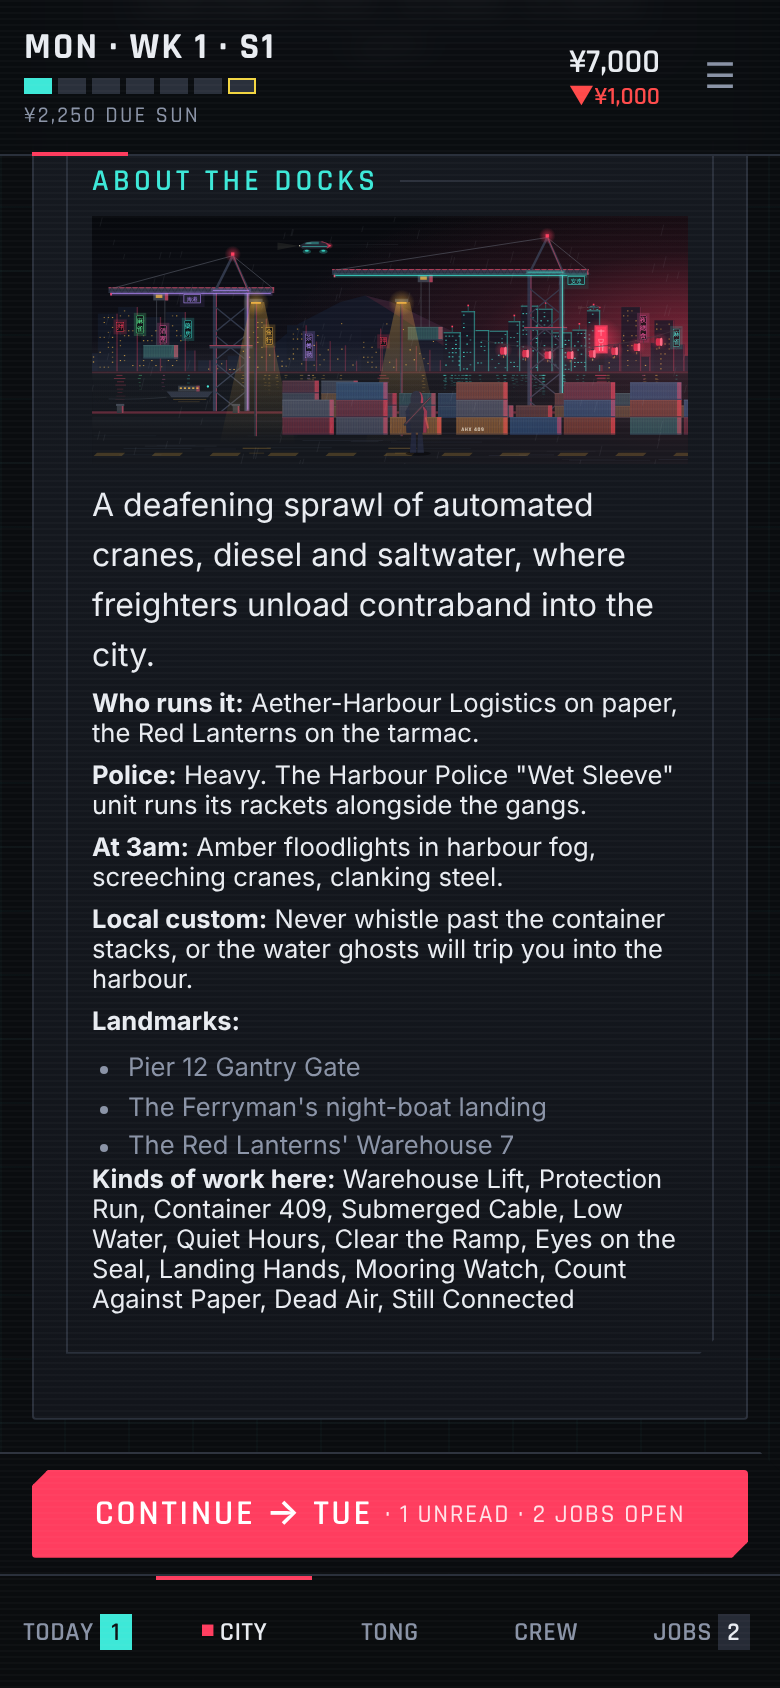 MON · WK 1 · S1
¥2,250 DUE SUN
¥7,000
▼¥1,000
☰
ABOUT THE DOCKS
AHX 409
A deafening sprawl of automated
cranes, diesel and saltwater, where
freighters unload contraband into the
city.
Who runs it: Aether-Harbour Logistics on paper,
the Red Lanterns on the tarmac.
Police: Heavy. The Harbour Police "Wet Sleeve"
unit runs its rackets alongside the gangs.
At 3am: Amber floodlights in harbour fog,
screeching cranes, clanking steel.
Local custom: Never whistle past the container
stacks, or the water ghosts will trip you into the
harbour.
Landmarks:
• Pier 12 Gantry Gate
• The Ferryman's night-boat landing
• The Red Lanterns' Warehouse 7
Kinds of work here: Warehouse Lift, Protection
Run, Container 409, Submerged Cable, Low
Water, Quiet Hours, Clear the Ramp, Eyes on the
Seal, Landing Hands, Mooring Watch, Count
Against Paper, Dead Air, Still Connected
CONTINUE → TUE · 1 UNREAD · 2 JOBS OPEN
TODAY 1
CITY
TONG
CREW
JOBS 2